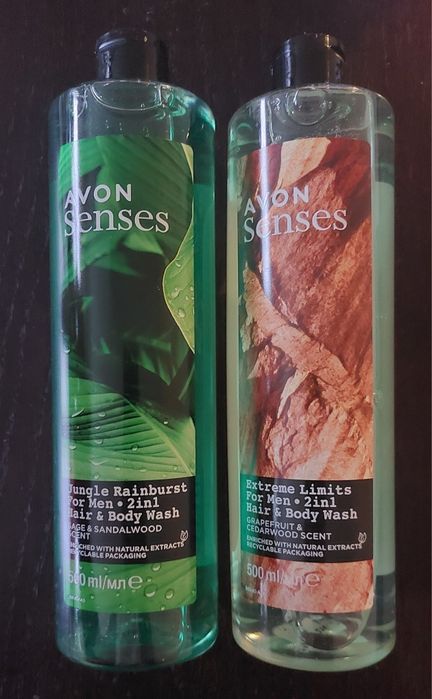 AVON
senses
Jungle Rainburst
For Men • 2in1
Hair & Body Wash
SAGE & SANDALWOOD
SCENT
ENRICHED WITH NATURAL EXTRACTS
RECYCLABLE PACKAGING
500 ml/мл e
AVON
senses
Extreme Limits
For Men • 2in1
Hair & Body Wash
GRAPEFRUIT &
CEDARWOOD SCENT
ENRICHED WITH NATURAL EXTRACTS
RECYCLABLE PACKAGING
500 ml/мл e